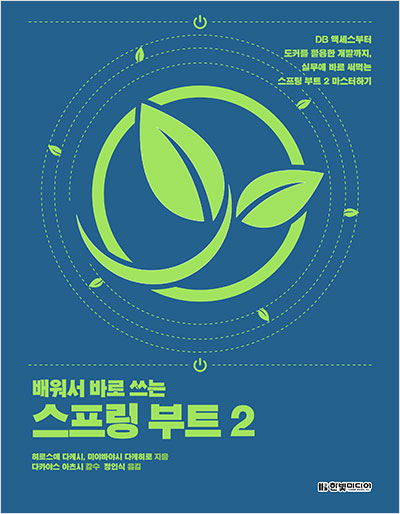 DB 액세스부터
도커를 활용한 개발까지,
실무에 바로 써먹는
스프링 부트 2 마스터하기
배워서 바로 쓰는
스프링 부트 2
히로스에 다케시, 미야바야시 다케히로 지음
다카야스 아츠시 감수 정인식 옮김
한빛미디어